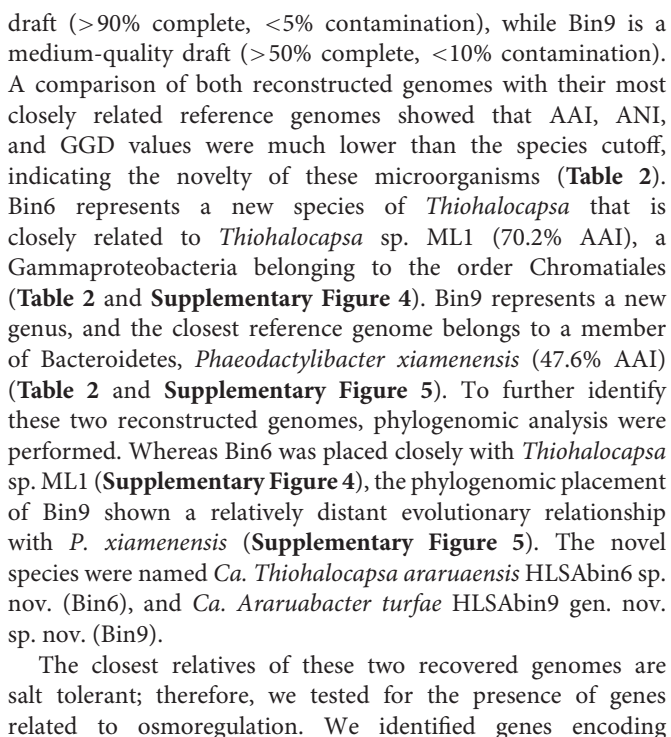 draft (>90% complete, <5% contamination), while Bin9 is a
medium-quality draft (>50% complete, <10% contamination).
A comparison of both reconstructed genomes with their most
closely related reference genomes showed that AAI, ANI,
and GGD values were much lower than the species cutoff,
indicating the novelty of these microorganisms (Table 2).
Bin6 represents a new species of Thiohalocapsa that is
closely related to Thiohalocapsa sp. ML1 (70.2% AAI), a
Gammaproteobacteria belonging to the order Chromatiales
(Table 2 and Supplementary Figure 4). Bin9 represents a new
genus, and the closest reference genome belongs to a member
of Bacteroidetes, Phaeodactylibacter xiamenensis (47.6% AAI)
(Table 2 and Supplementary Figure 5). To further identify
these two reconstructed genomes, phylogenomic analysis were
performed. Whereas Bin6 was placed closely with Thiohalocapsa
sp. ML1 (Supplementary Figure 4), the phylogenomic placement
of Bin9 shown a relatively distant evolutionary relationship
with P. xiamenensis (Supplementary Figure 5). The novel
species were named Ca. Thiohalocapsa araruaensis HLSAbin6 sp.
nov. (Bin6), and Ca. Araruabacter turfae HLSAbin9 gen. nov.
sp. nov. (Bin9).
The closest relatives of these two recovered genomes are
salt tolerant; therefore, we tested for the presence of genes
related to osmoregulation. We identified genes encoding